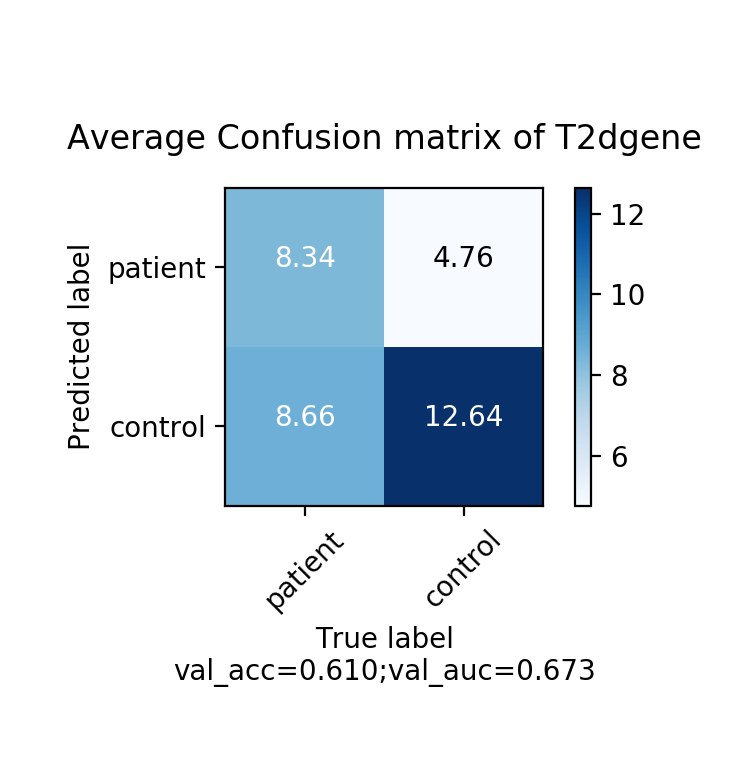 Average Confusion matrix of T2dgene
Predicted label
patient
8.34
4.76
control
8.66
12.64
12
10
8
6
patient
control
True label
val_acc=0.610;val_auc=0.673